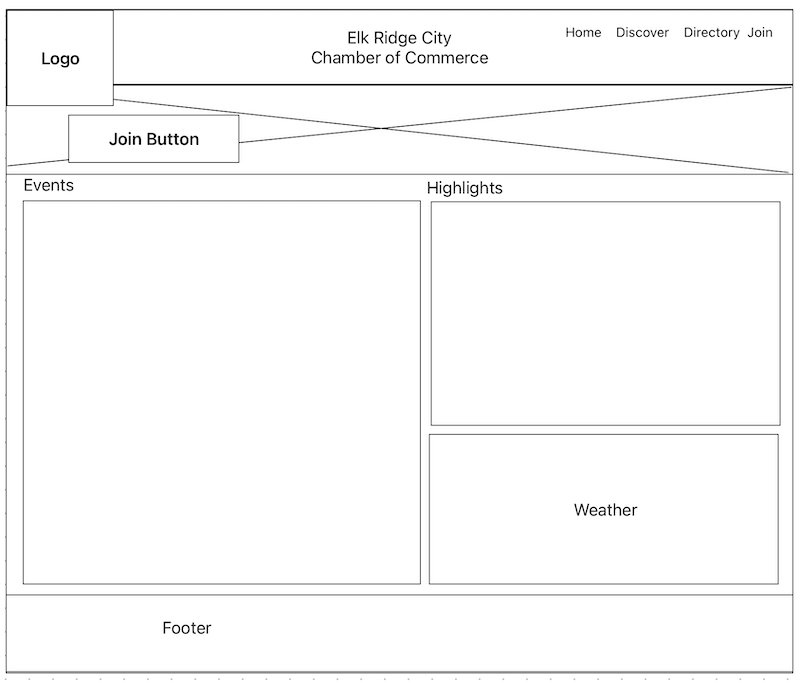 Logo
Elk Ridge City
Chamber of Commerce
Home Discover Directory Join
Join Button
Events
Highlights
Weather
Footer